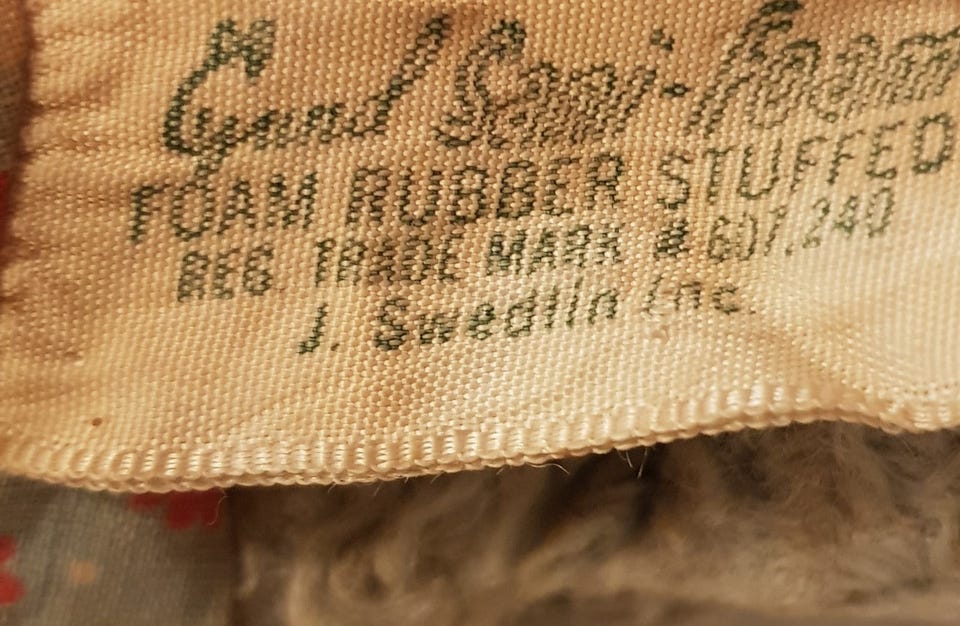 Gund Sani-Foam
FOAM RUBBER STUFFED
REG. TRADE MARK # 607,240
J. Swedlin Inc.